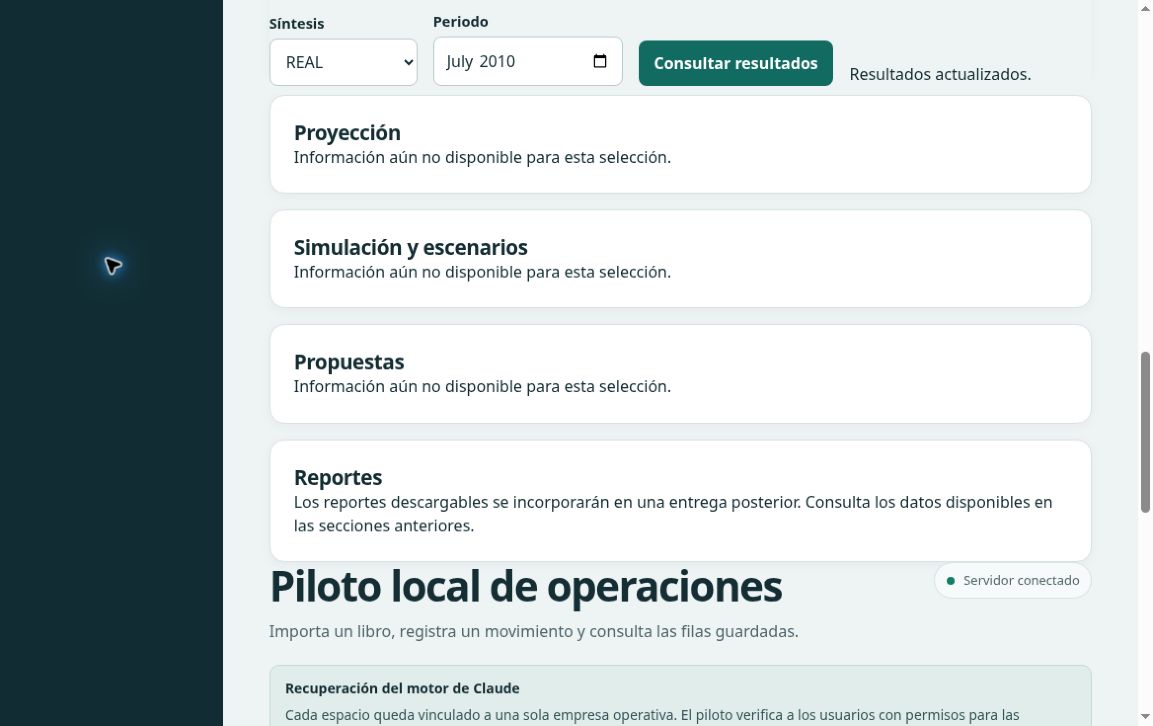 Síntesis
Periodo
REAL
July 2010
Consultar resultados
Resultados actualizados.
Proyección
Información aún no disponible para esta selección.
Simulación y escenarios
Información aún no disponible para esta selección.
Propuestas
Información aún no disponible para esta selección.
Reportes
Los reportes descargables se incorporarán en una entrega posterior. Consulta los datos disponibles en
las secciones anteriores.
Piloto local de operaciones
Servidor conectado
Importa un libro, registra un movimiento y consulta las filas guardadas.
Recuperación del motor de Claude
Cada espacio queda vinculado a una sola empresa operativa. El piloto verifica a los usuarios con permisos para las